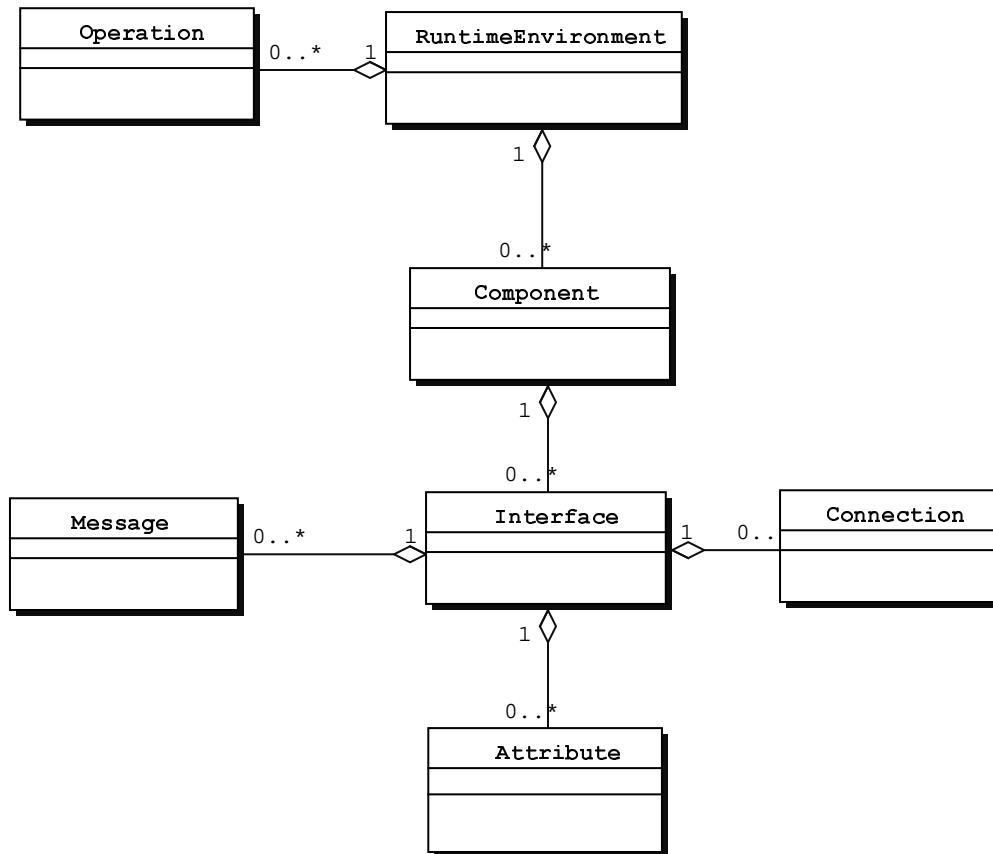 Operation
RuntimeEnvironment
0..*
1
1
0..*
Component
1
0..*
Message
Interface
Connection
0..*
1
1
0..
1
0..*
Attribute